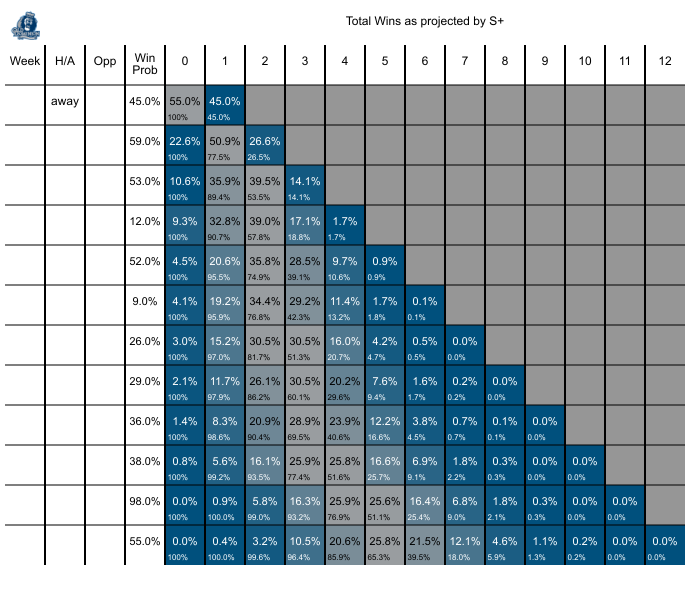 Total Wins as projected by S+
Week H/A Opp Win Prob 0 1 2 3 4 5 6 7 8 9 10 11 12
away 45.0% 55.0% 45.0%
100% 45.0%
59.0% 22.6% 50.9% 26.6%
100% 77.5% 26.5%
53.0% 10.6% 35.9% 39.5% 14.1%
100% 89.4% 53.5% 14.1%
12.0% 9.3% 32.8% 39.0% 17.1% 1.7%
100% 90.7% 57.8% 18.8% 1.7%
52.0% 4.5% 20.6% 35.8% 28.5% 9.7% 0.9%
100% 95.5% 74.9% 39.1% 10.6% 0.9%
9.0% 4.1% 19.2% 34.4% 29.2% 11.4% 1.7% 0.1%
100% 95.9% 76.8% 42.3% 13.2% 1.8% 0.1%
26.0% 3.0% 15.2% 30.5% 30.5% 16.0% 4.2% 0.5% 0.0%
100% 97.0% 81.7% 51.3% 20.7% 4.7% 0.5% 0.0%
29.0% 2.1% 11.7% 26.1% 30.5% 20.2% 7.6% 1.6% 0.2% 0.0%
100% 97.9% 86.2% 60.1% 29.6% 9.4% 1.7% 0.2% 0.0%
36.0% 1.4% 8.3% 20.9% 28.9% 23.9% 12.2% 3.8% 0.7% 0.1% 0.0%
100% 98.6% 90.4% 69.5% 40.6% 16.6% 4.5% 0.7% 0.1% 0.0%
38.0% 0.8% 5.6% 16.1% 25.9% 25.8% 16.6% 6.9% 1.8% 0.3% 0.0% 0.0%
100% 99.2% 93.5% 77.4% 51.6% 25.7% 9.1% 2.2% 0.3% 0.0% 0.0%
98.0% 0.0% 0.9% 5.8% 16.3% 25.9% 25.6% 16.4% 6.8% 1.8% 0.3% 0.0% 0.0%
100% 100.0% 99.0% 93.2% 76.9% 51.1% 25.4% 9.0% 2.1% 0.3% 0.0% 0.0%
55.0% 0.0% 0.4% 3.2% 10.5% 20.6% 25.8% 21.5% 12.1% 4.6% 1.1% 0.2% 0.0% 0.0%
100% 100.0% 99.6% 96.4% 85.9% 65.3% 39.5% 18.0% 5.9% 1.3% 0.2% 0.0% 0.0%